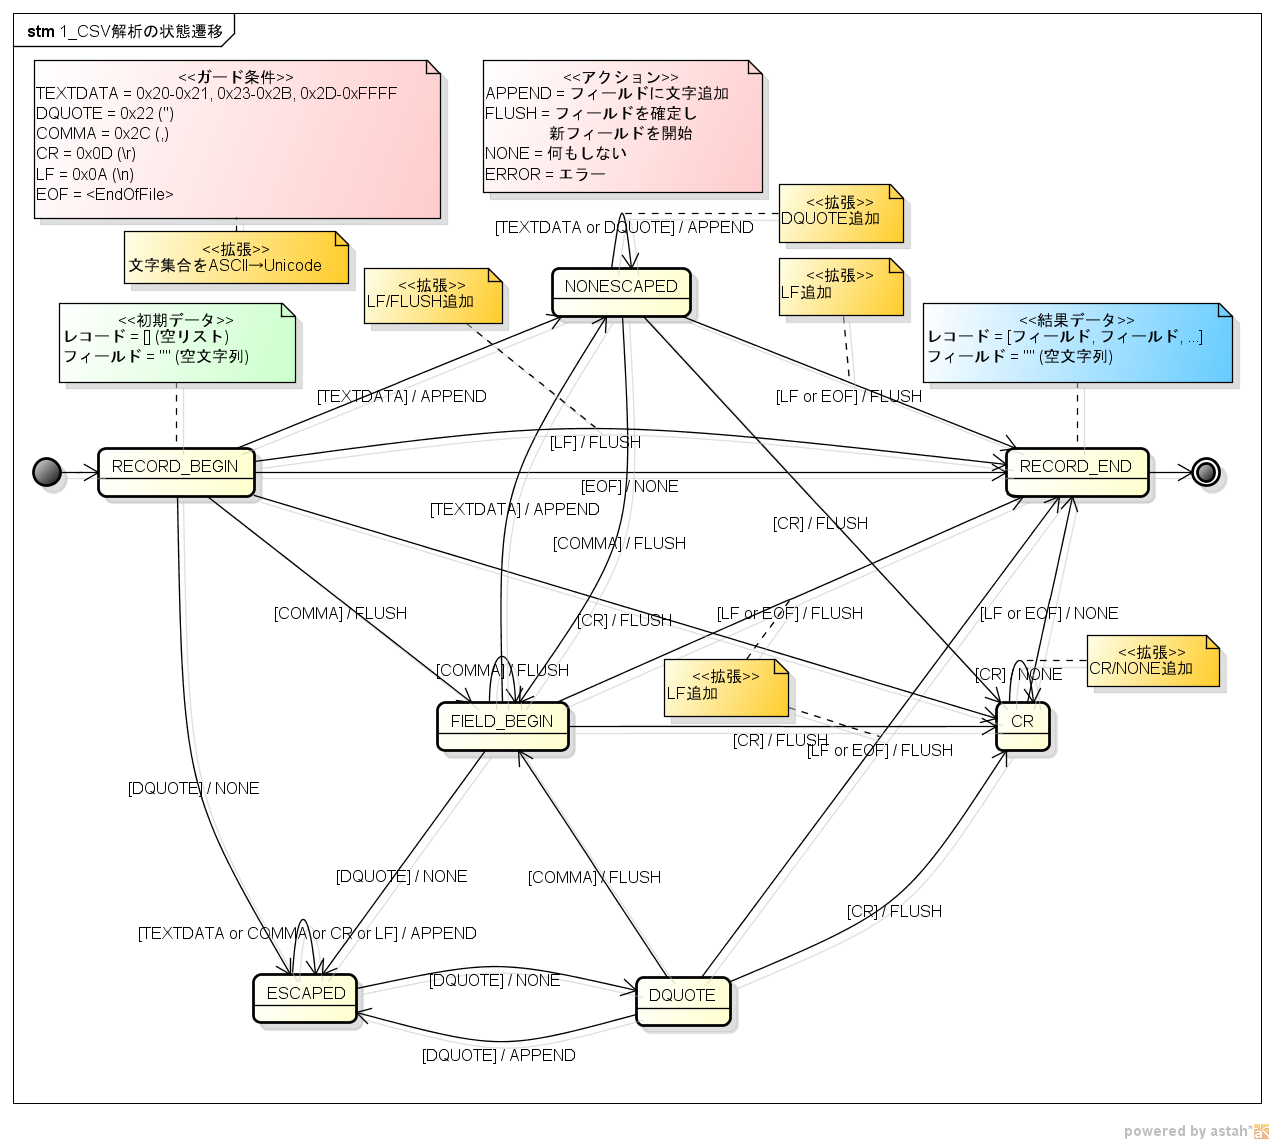 stm 1_CSV解析の状態遷移
<<ガード条件>>
TEXTDATA = 0x20-0x21, 0x23-0x2B, 0x2D-0xFFFF
DQUOTE = 0x22 (")
COMMA = 0x2C (,)
CR = 0x0D (\r)
LF = 0x0A (\n)
EOF = <EndOfFile>
<<アクション>>
APPEND = フィールドに文字追加
FLUSH = フィールドを確定し
新フィールドを開始
NONE = 何もしない
ERROR = エラー
<<拡張>>
DQUOTE追加
[TEXTDATA or DQUOTE] / APPEND
<<拡張>>
文字集合をASCII→Unicode
<<拡張>>
LF/FLUSH追加
NONESCAPED
<<拡張>>
LF追加
<<初期データ>>
レコード = [] (空リスト)
フィールド = "" (空文字列)
<<結果データ>>
レコード = [フィールド, フィールド, ...]
フィールド = "" (空文字列)
[TEXTDATA] / APPEND
[LF or EOF] / FLUSH
[LF] / FLUSH
RECORD_BEGIN
RECORD_END
[EOF] / NONE
[TEXTDATA] / APPEND
[CR] / FLUSH
[COMMA] / FLUSH
[COMMA] / FLUSH
[CR] / FLUSH
[LF or EOF] / FLUSH
[LF or EOF] / NONE
[COMMA] / FLUSH
<<拡張>>
LF追加
[CR] / NONE
<<拡張>>
CR/NONE追加
FIELD_BEGIN
CR
[CR] / FLUSH
[LF or EOF] / FLUSH
[DQUOTE] / NONE
[DQUOTE] / NONE
[COMMA] / FLUSH
[CR] / FLUSH
[TEXTDATA or COMMA or CR or LF] / APPEND
[DQUOTE] / NONE
ESCAPED
DQUOTE
[DQUOTE] / APPEND
powered by astah*